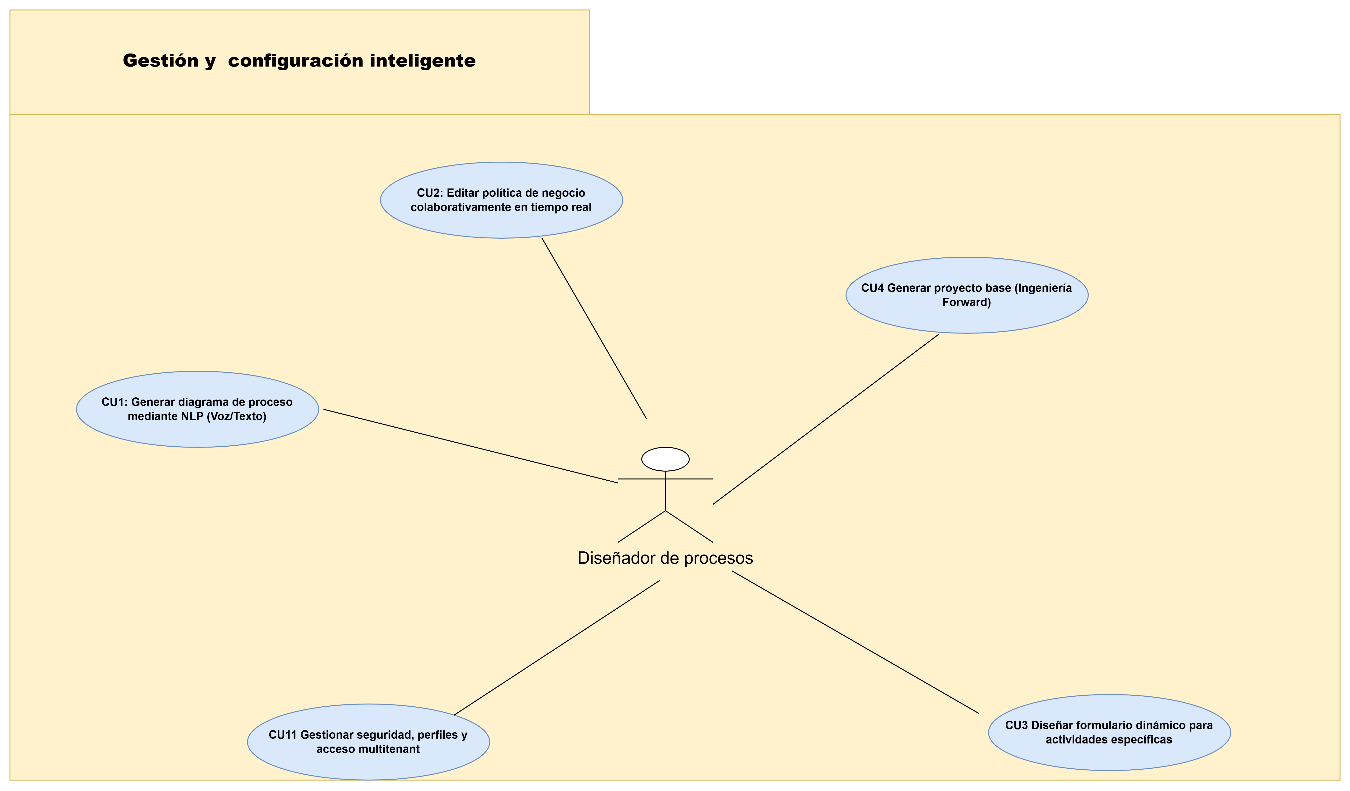 Gestión y  configuración inteligente
CU2: Editar política de negocio
colaborativamente en tiempo real
CU4 Generar proyecto base (Ingeniería
Forward)
CU1: Generar diagrama de proceso
mediante NLP (Voz/Texto)
Diseñador de procesos
CU11 Gestionar seguridad, perfiles y
acceso multitenant
CU3 Diseñar formulario dinámico para
actividades específicas